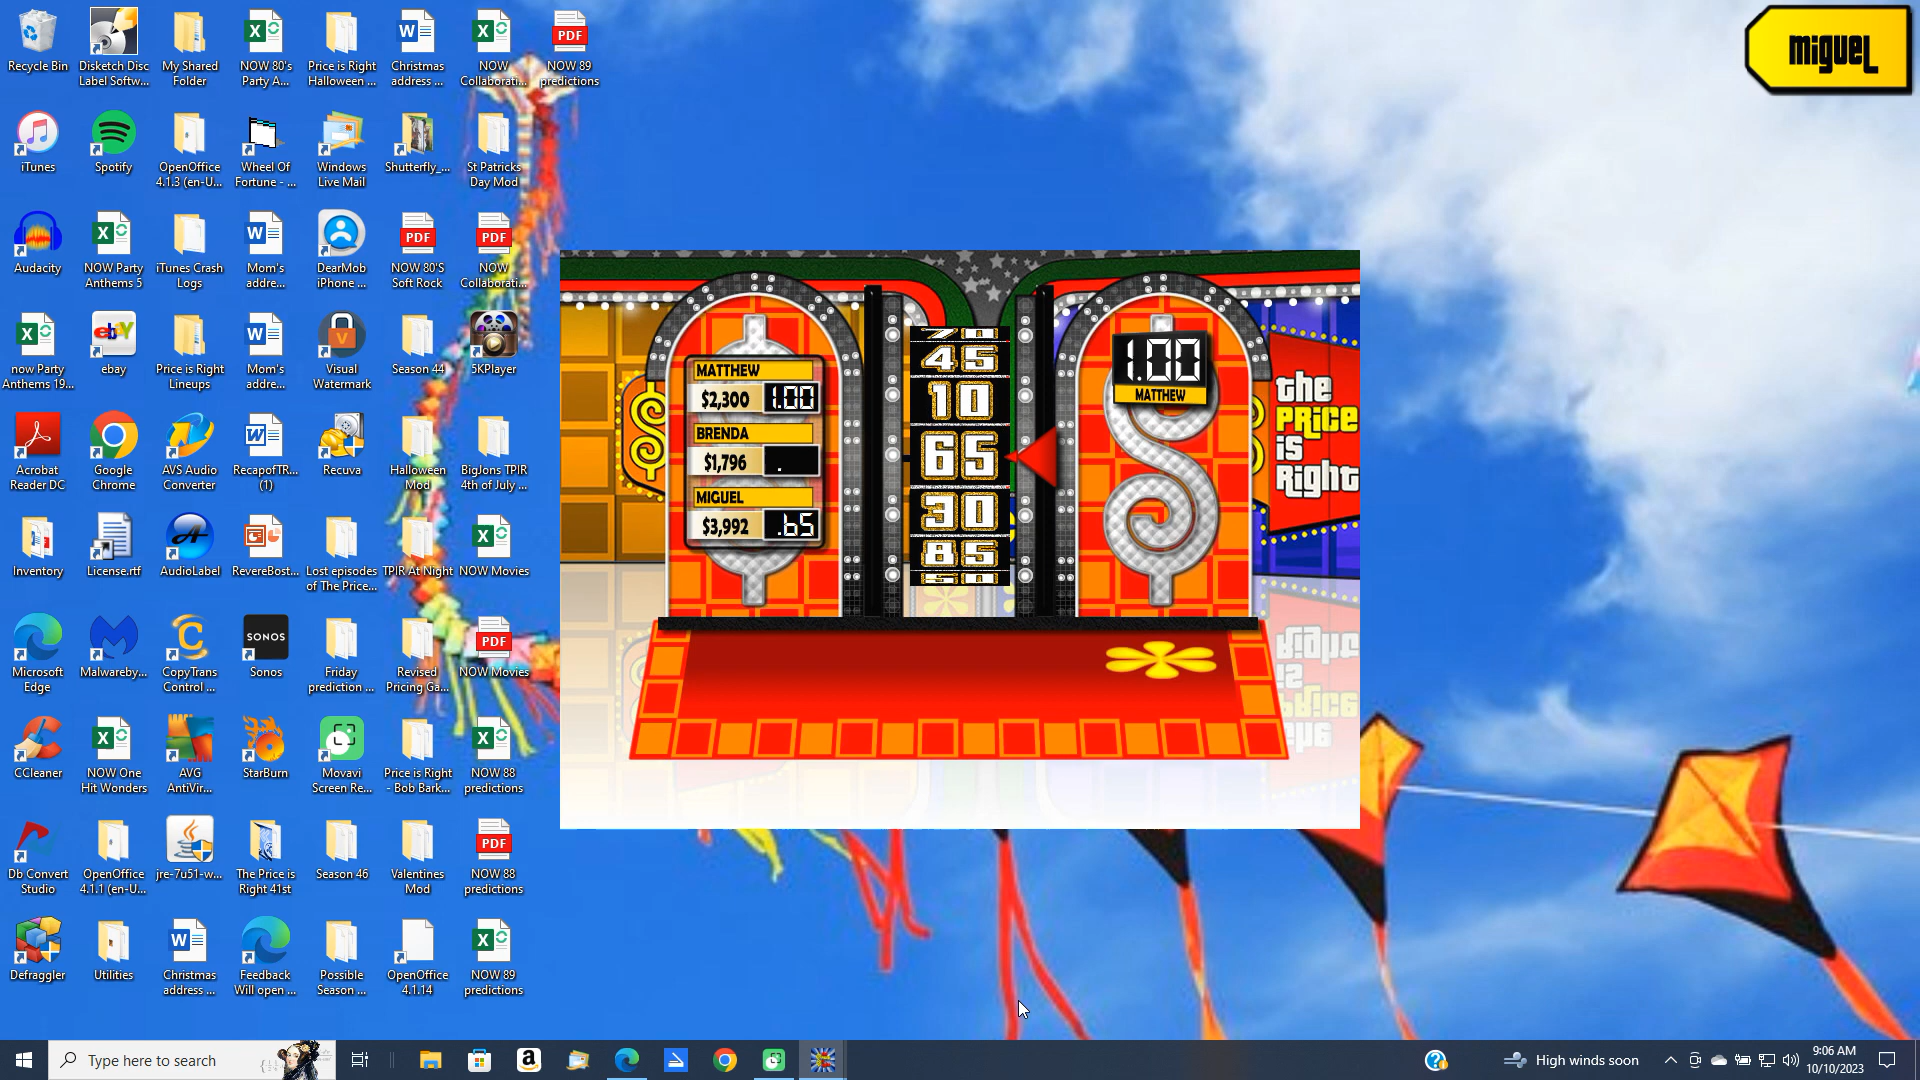 Recycle Bin
Disketch Disc
Label Softw...
My Shared
Folder
NOW 80's
Party A...
Price is Right
Halloween ...
Christmas
address ...
NOW
Collaborati...
NOW 89
predictions
iTunes
Spotify
OpenOffice
4.1.3 (en-U...
Wheel Of
Fortune - ...
Windows
Live Mail
Shutterfly_...
St Patricks
Day Mod
Audacity
NOW Party
Anthems 5
iTunes Crash
Logs
Mom's
addre...
DearMob
iPhone ...
NOW 80'S
Soft Rock
NOW
Collaborati...
now Party
Anthems 19...
ebay
Price is Right
Lineups
Mom's
addre...
Visual
Watermark
Season 44
5KPlayer
Acrobat
Reader DC
Google
Chrome
AVS Audio
Converter
RecapofTR...
(1)
Recuva
Halloween
Mod
BigJons TPIR
4th of July ...
Inventory
License.rtf
AudioLabel
RevereBost...
Lost episodes
of The Price...
TPIR At Night
NOW Movies
Microsoft
Edge
Malwareby...
CopyTrans
Control ...
SONOS
Sonos
Friday
prediction ...
Revised
Pricing Ga...
NOW Movies
CCleaner
NOW One
Hit Wonders
AVG
AntiVir...
StarBurn
Movavi
Screen Re...
Price is Right
- Bob Bark...
NOW 88
predictions
Db Convert
Studio
OpenOffice
4.1.1 (en-U...
jre-7u51-w...
The Price is
Right 41st
Season 46
Valentines
Mod
NOW 88
predictions
Defraggler
Utilities
Christmas
address ...
Feedback
Will open ...
Possible
Season ...
OpenOffice
4.1.14
NOW 89
predictions
MIGUEL
MATTHEW
$2,300 1.00
BRENDA
$1,796 .
MIGUEL
$3,992 .65
45
10
65
30
85
1.00
MATTHEW
the
PRICE
is
Right
Type here to search
High winds soon
9:06 AM
10/10/2023